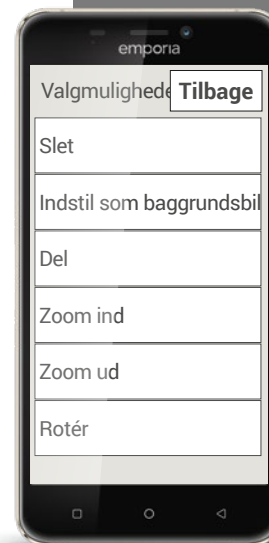 emporia
Valgmulighede
Tilbage
Slet
Indstil som baggrundsbil
Del
Zoom ind
Zoom ud
Rotér